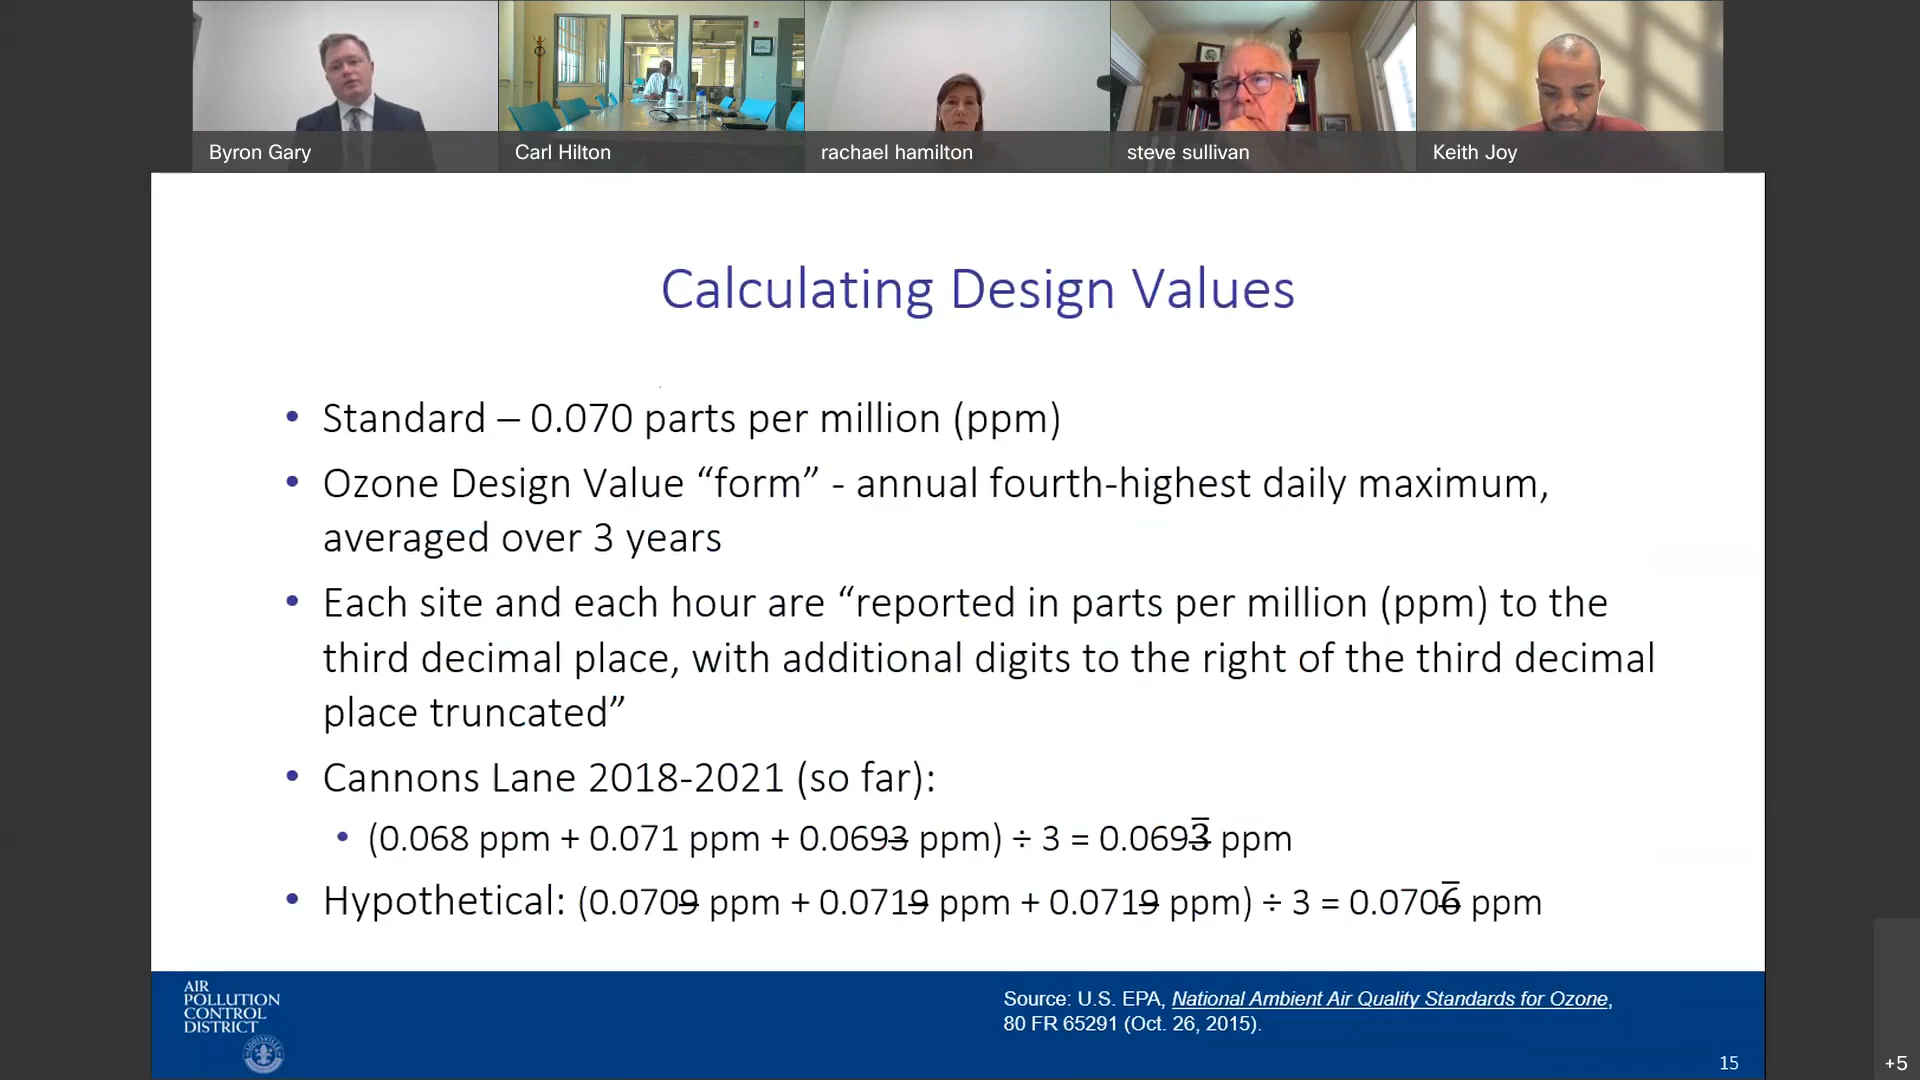 Byron Gary
Carl Hilton
rachael hamilton
steve sullivan
Keith Joy
Calculating Design Values
• Standard – 0.070 parts per million (ppm)
• Ozone Design Value “form” - annual fourth-highest daily maximum,
averaged over 3 years
• Each site and each hour are “reported in parts per million (ppm) to the
third decimal place, with additional digits to the right of the third decimal
place truncated”
• Cannons Lane 2018-2021 (so far):
• (0.068 ppm + 0.071 ppm + 0.0693̶ ppm) ÷ 3 = 0.0693̶̅ ppm
• Hypothetical: (0.0709̶ ppm + 0.0719̶ ppm + 0.0719̶ ppm) ÷ 3 = 0.0706̶̅ ppm
AIR
POLLUTION
CONTROL
DISTRICT
LOUISVILLE
Source: U.S. EPA, National Ambient Air Quality Standards for Ozone,
80 FR 65291 (Oct. 26, 2015).
15
+5